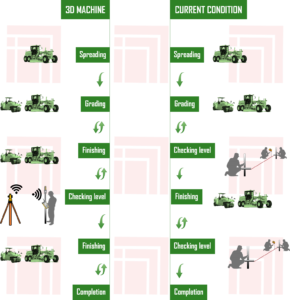 3D MACHINE
CURRENT CONDITION
Spreading
Spreading
Grading
Grading
Finishing
Checking level
Checking level
Finishing
Finishing
Checking level
Completion
Completion